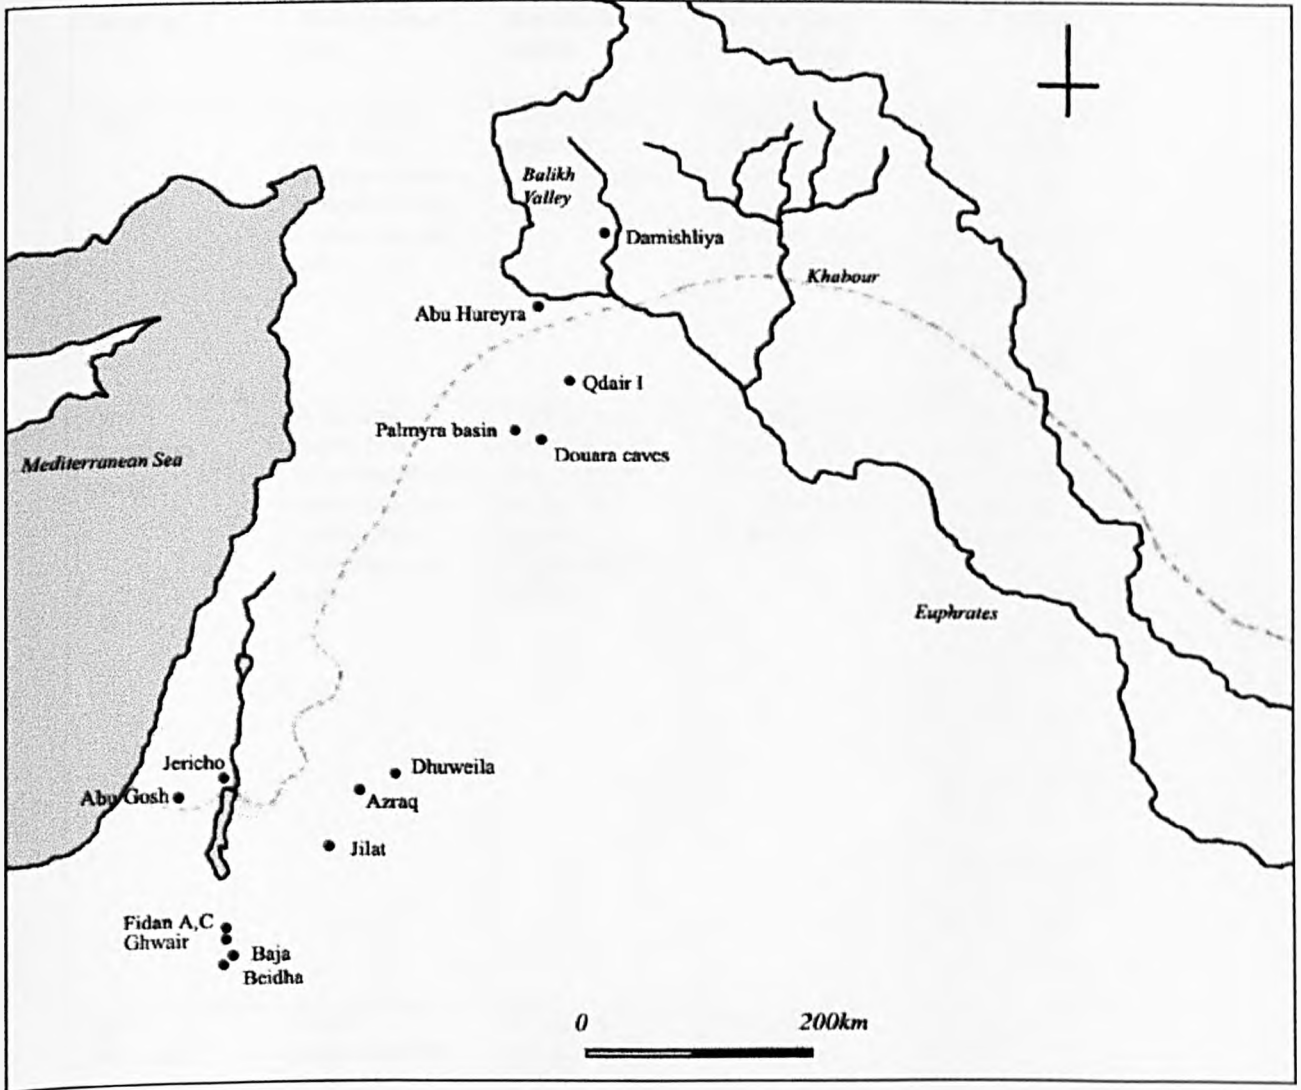 Balikh
Valley
Damishliya
Khabour
Abu Hureyra
Qdair I
Palmyra basin
Douara caves
Mediterranean Sea
Euphrates
Jericho
Dhuweila
Abu Gosh
Azraq
Jilat
Fidan A,C
Ghwair
Baja
Beidha
0 200km